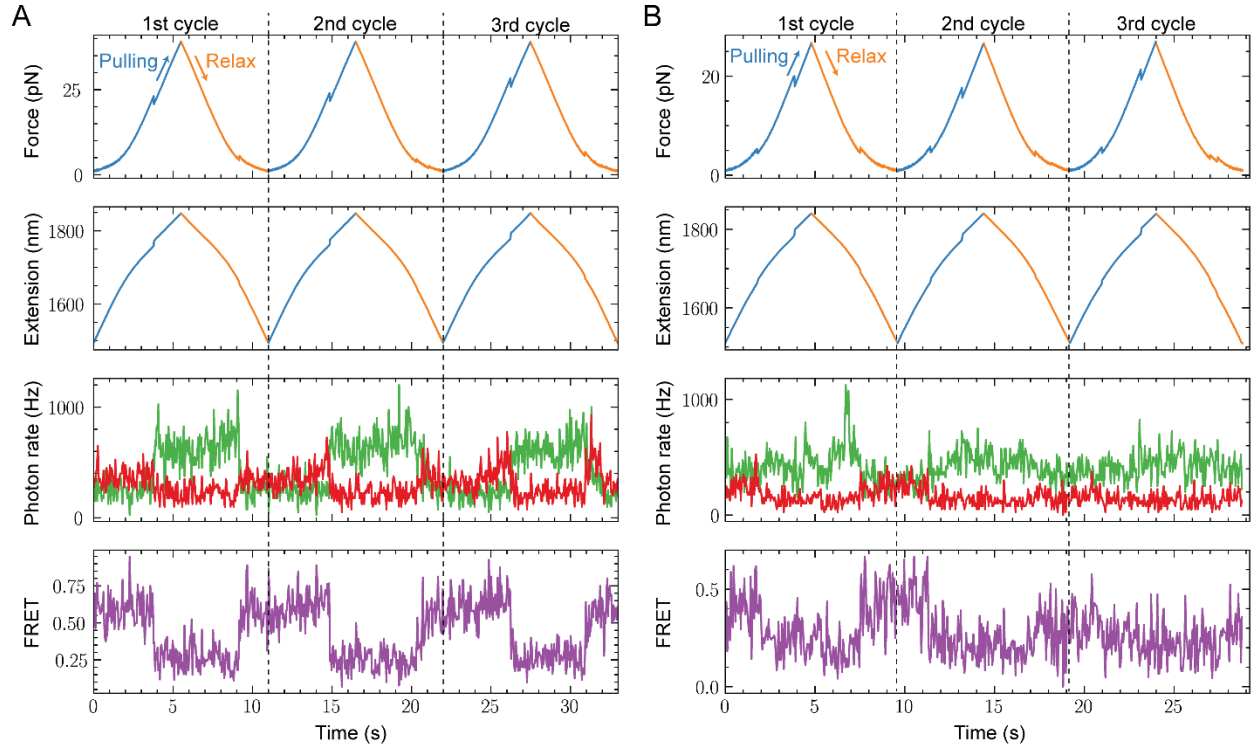 A
1st cycle 2nd cycle 3rd cycle
Pulling Relax
Force (pN)
25
0
Extension (nm)
1800
1600
Photon rate (Hz)
1000
0
FRET
0.75
0.50
0.25
0 5 10 15 20 25 30
Time (s)
B
1st cycle 2nd cycle 3rd cycle
Pulling Relax
Force (pN)
20
0
Extension (nm)
1800
1600
Photon rate (Hz)
1000
0
FRET
0.5
0.0
0 5 10 15 20 25
Time (s)